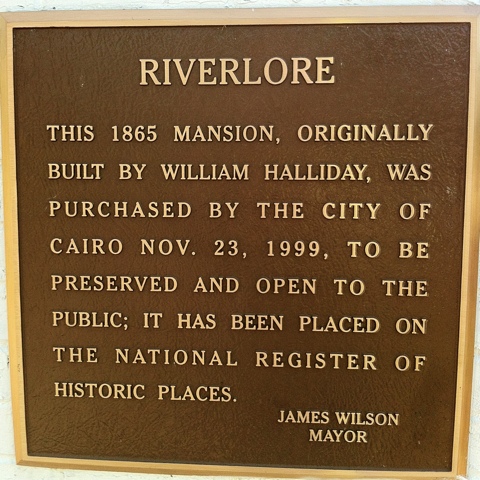 RIVERLORE
THIS 1865 MANSION, ORIGINALLY
BUILT BY WILLIAM HALLIDAY, WAS
PURCHASED BY THE CITY OF
CAIRO NOV. 23, 1999, TO BE
PRESERVED AND OPEN TO THE
PUBLIC; IT HAS BEEN PLACED ON
THE NATIONAL REGISTER OF
HISTORIC PLACES.
JAMES WILSON
MAYOR